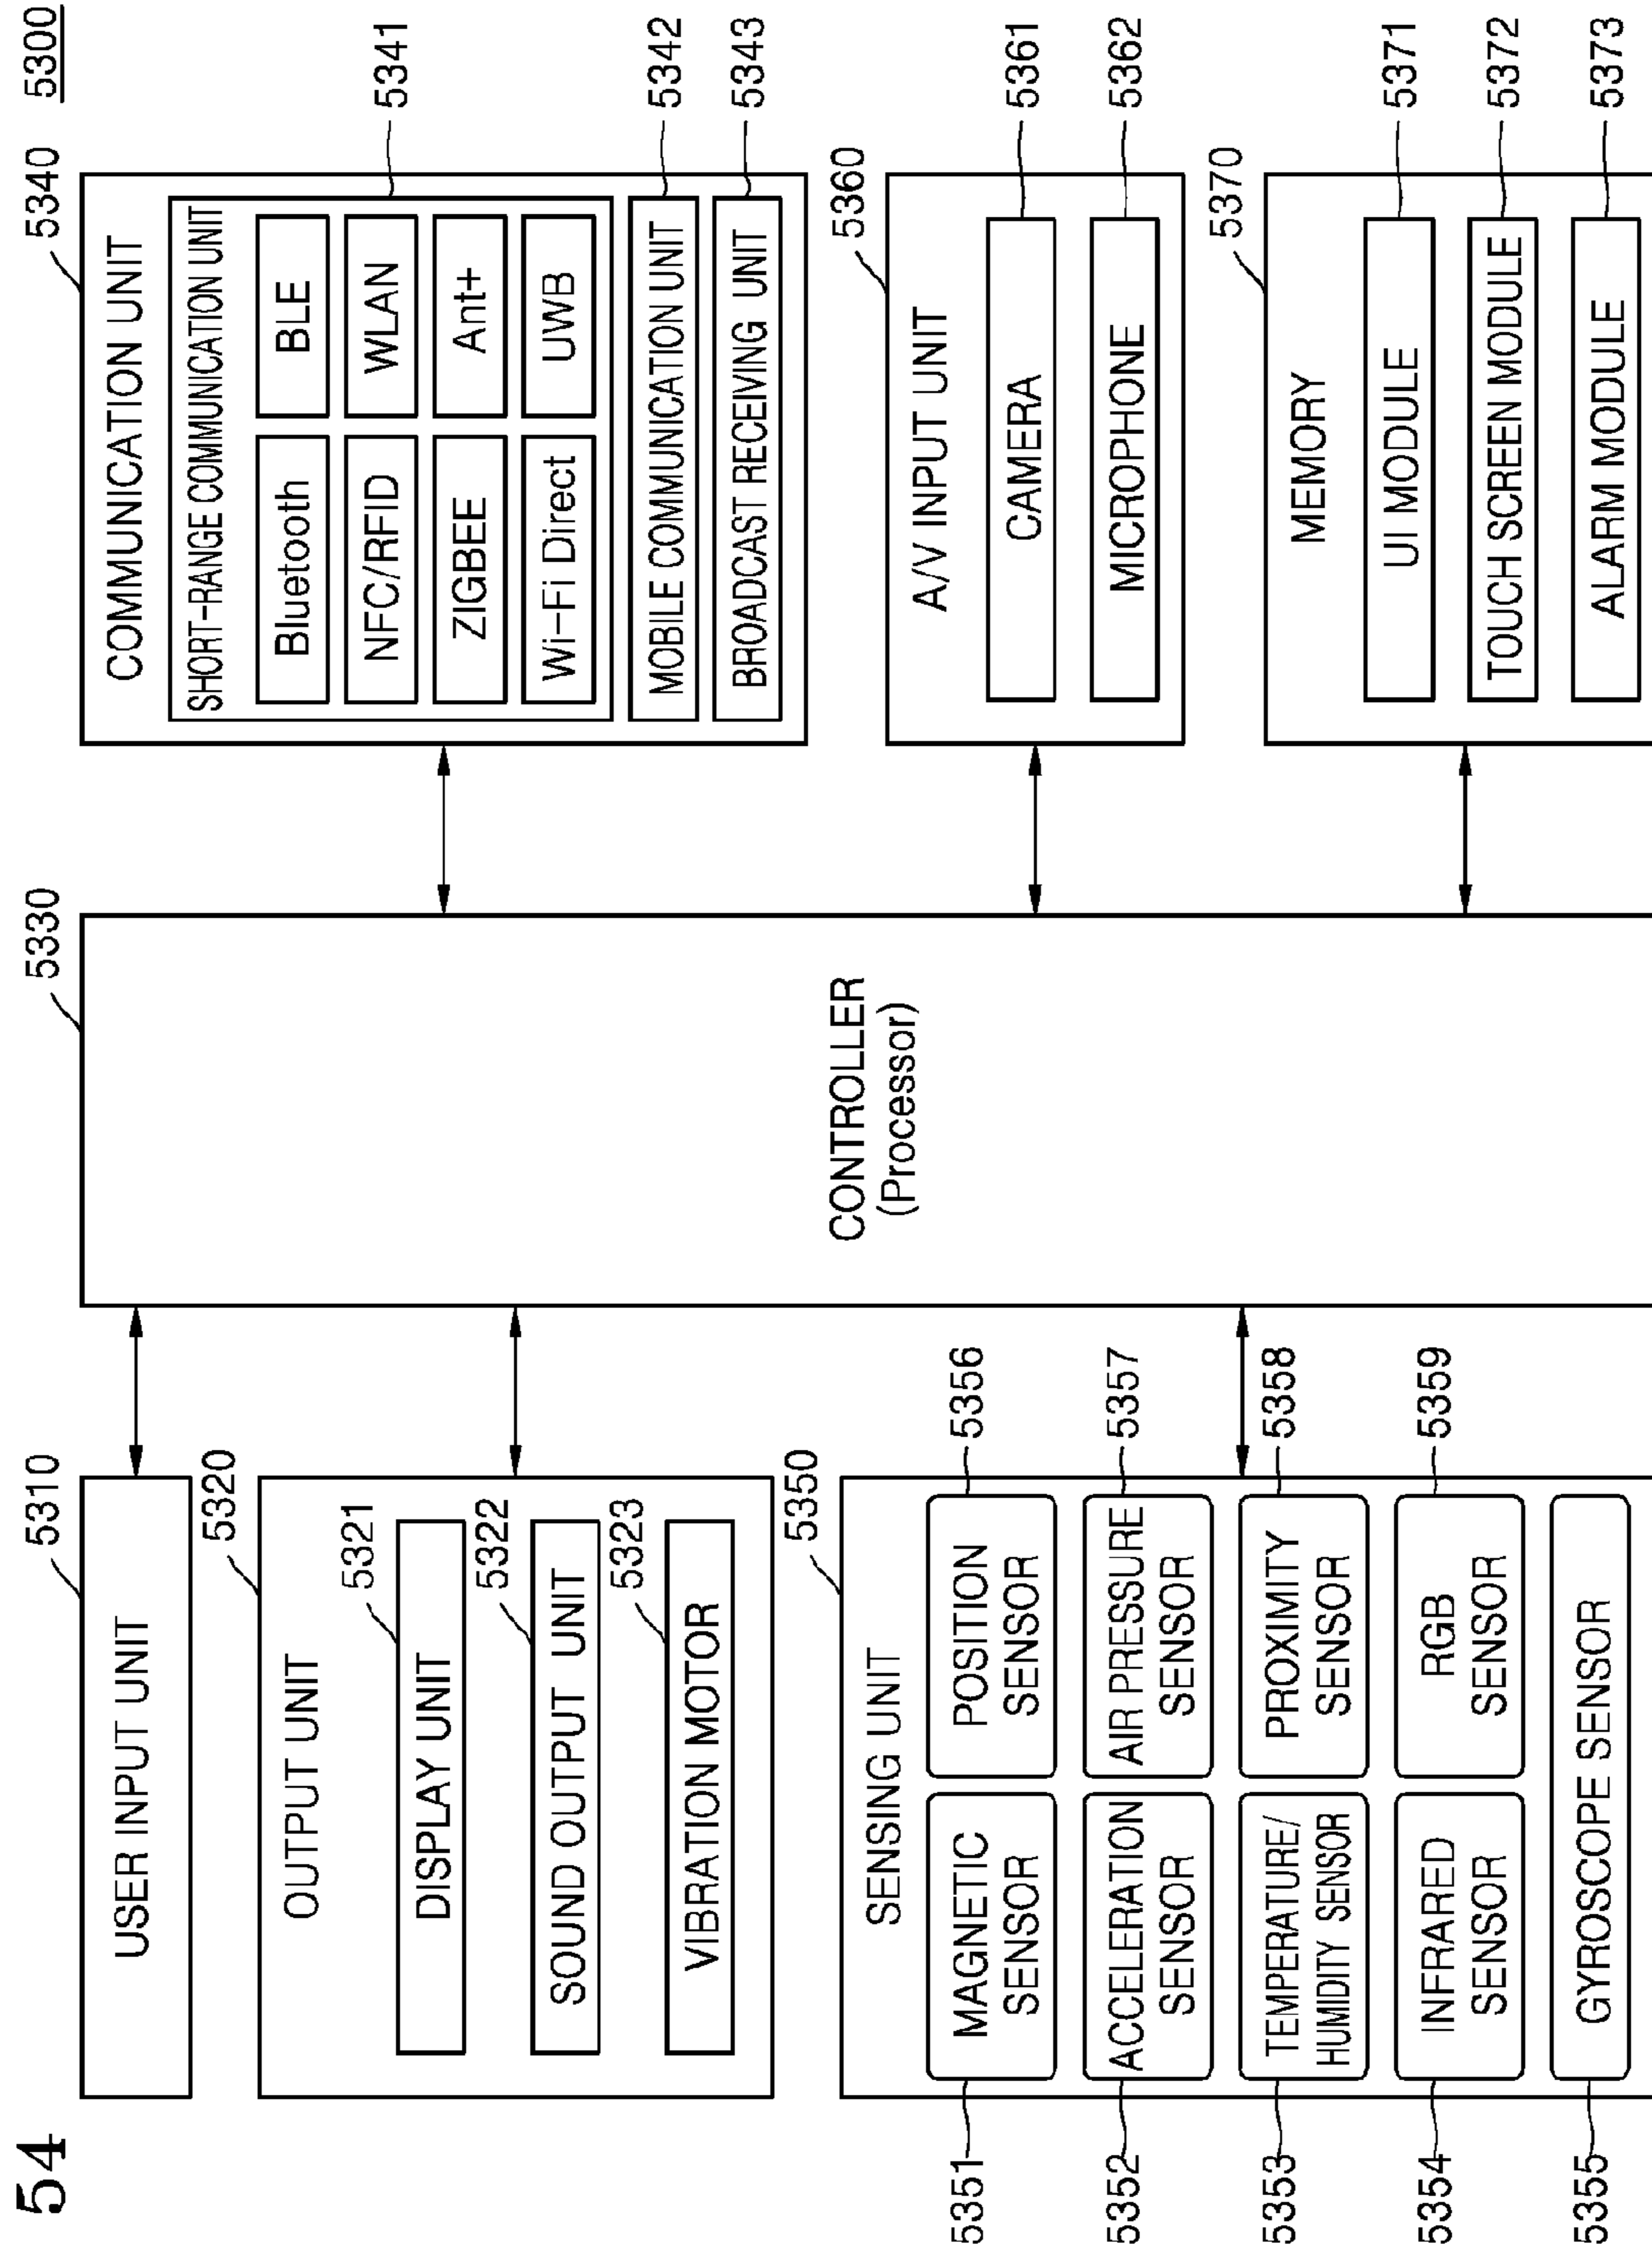 54
5300
5310
USER INPUT UNIT
5320
OUTPUT UNIT
5321
DISPLAY UNIT
5322
SOUND OUTPUT UNIT
5323
VIBRATION MOTOR
5350
SENSING UNIT
5351
MAGNETIC
SENSOR
POSITION
SENSOR
5356
5352
ACCELERATION
SENSOR
AIR PRESSURE
SENSOR
5357
5353
TEMPERATURE/
HUMIDITY SENSOR
PROXIMITY
SENSOR
5358
5354
INFRARED
SENSOR
RGB
SENSOR
5359
5355
GYROSCOPE SENSOR
5330
CONTROLLER
(Processor)
5340
COMMUNICATION UNIT
SHORT-RANGE COMMUNICATION UNIT
5341
Bluetooth
BLE
NFC/RFID
WLAN
ZIGBEE
Ant+
Wi-Fi Direct
UWB
MOBILE COMMUNICATION UNIT
5342
BROADCAST RECEIVING UNIT
5343
5360
A/V INPUT UNIT
CAMERA
5361
MICROPHONE
5362
5370
MEMORY
UI MODULE
5371
TOUCH SCREEN MODULE
5372
ALARM MODULE
5373